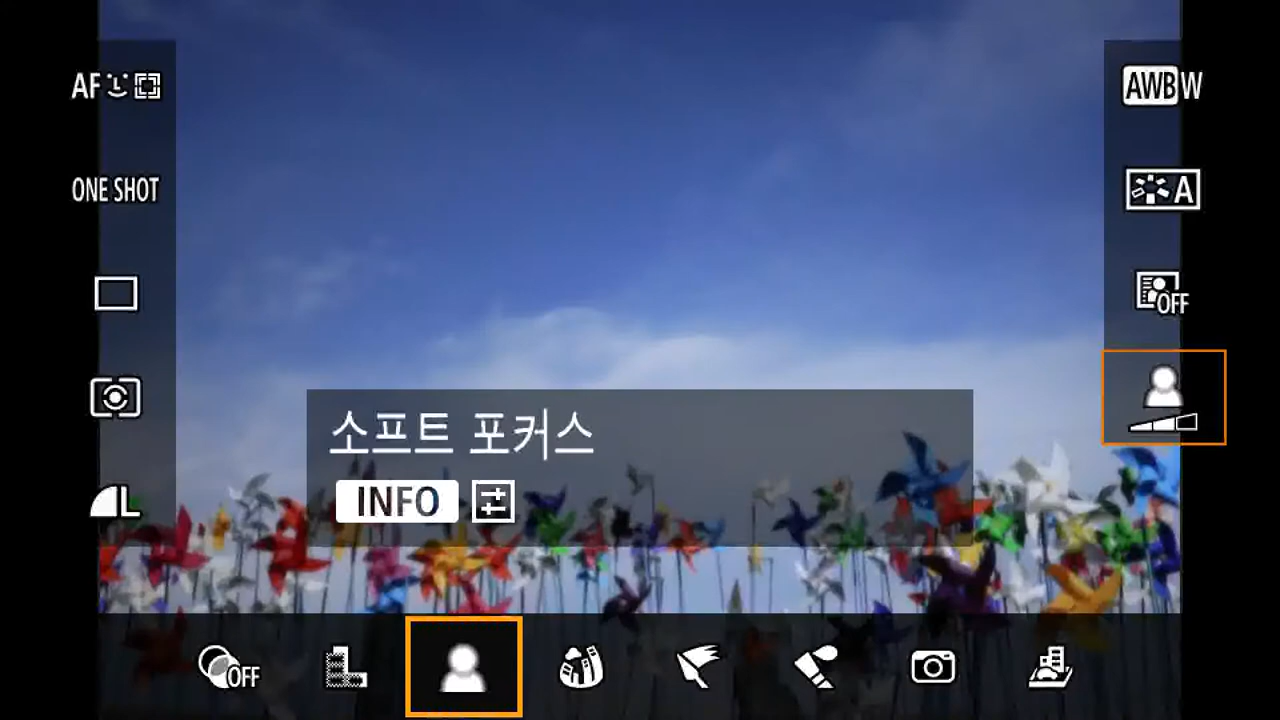 AF
AWB W
ONE SHOT
A
OFF
소프트 포커스
L
INFO
OFF